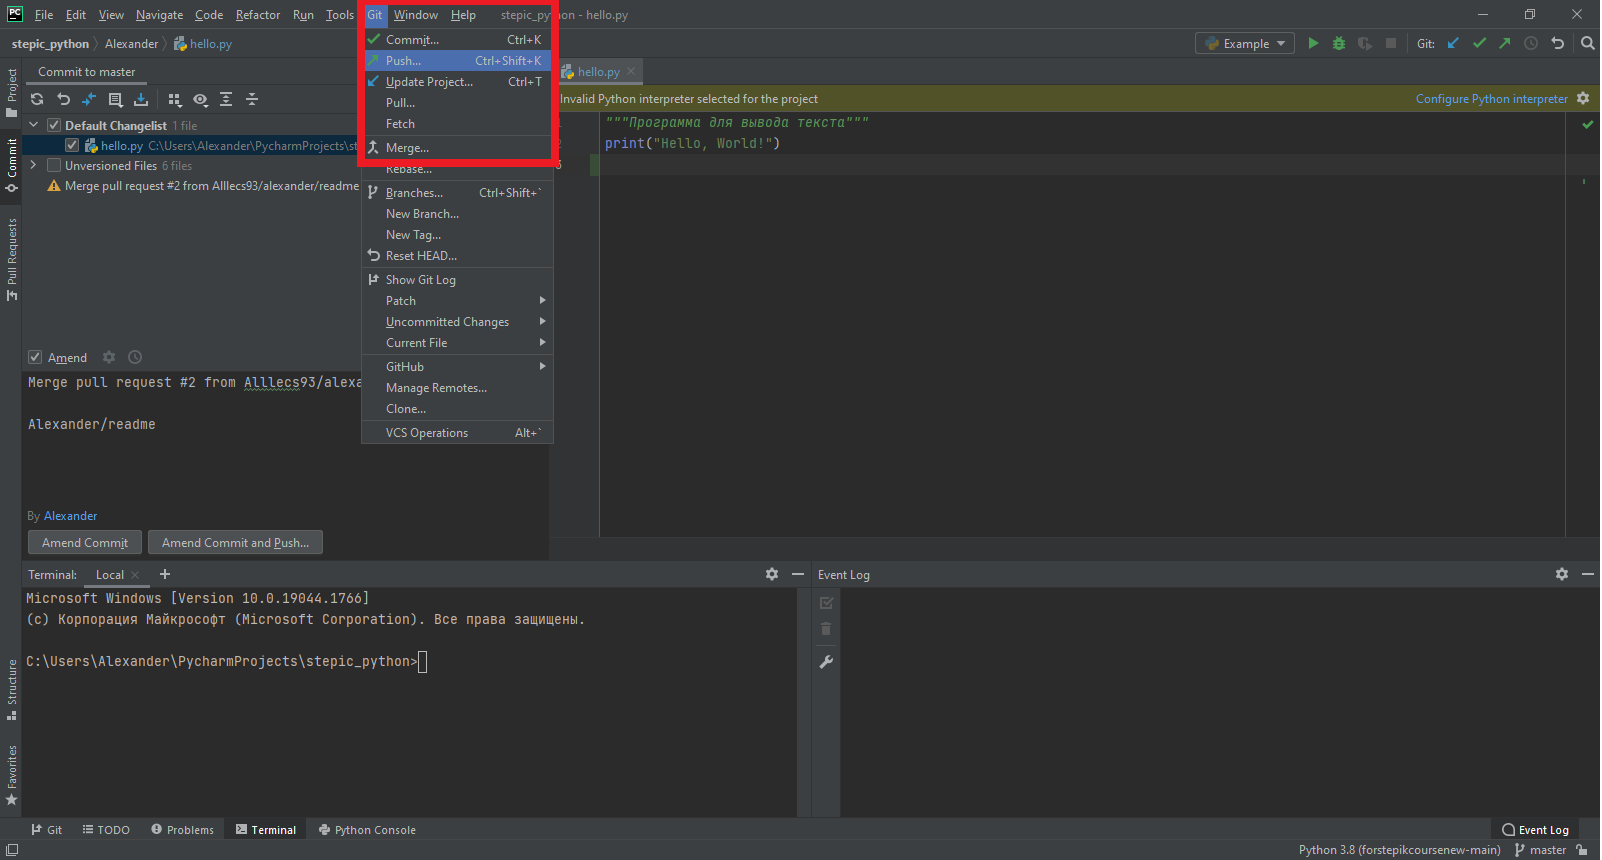 PC File Edit View Navigate Code Refactor Run Tools Git Window Help stepic_python - hello.py
stepic_python Alexander hello.py Example Git:
Commit to master
hello.py
Invalid Python interpreter selected for the project Configure Python interpreter
Default Changelist 1 file
hello.py C:\Users\Alexander\PycharmProjects\st
Unversioned Files 6 files
Merge pull request #2 from Alllecs93/alexander/readme
Commit... Ctrl+K
Push... Ctrl+Shift+K
Update Project... Ctrl+T
Pull...
Fetch
Merge...
Rebase...
Branches... Ctrl+Shift+`
New Branch...
New Tag...
Reset HEAD...
Show Git Log
Patch
Uncommitted Changes
Current File
GitHub
Manage Remotes...
Clone...
VCS Operations Alt+`
"""Программа для вывода текста"""
print("Hello, World!")
3
Project
Commit
Pull Requests
Amend
Merge pull request #2 from Alllecs93/alexa
Alexander/readme
By Alexander
Amend Commit Amend Commit and Push...
Terminal: Local
Event Log
Microsoft Windows [Version 10.0.19044.1766]
(c) Корпорация Майкрософт (Microsoft Corporation). Все права защищены.
C:\Users\Alexander\PycharmProjects\stepic_python>
Structure
Favorites
Git TODO Problems Terminal Python Console Event Log
Python 3.8 (forstepikcoursenew-main) master